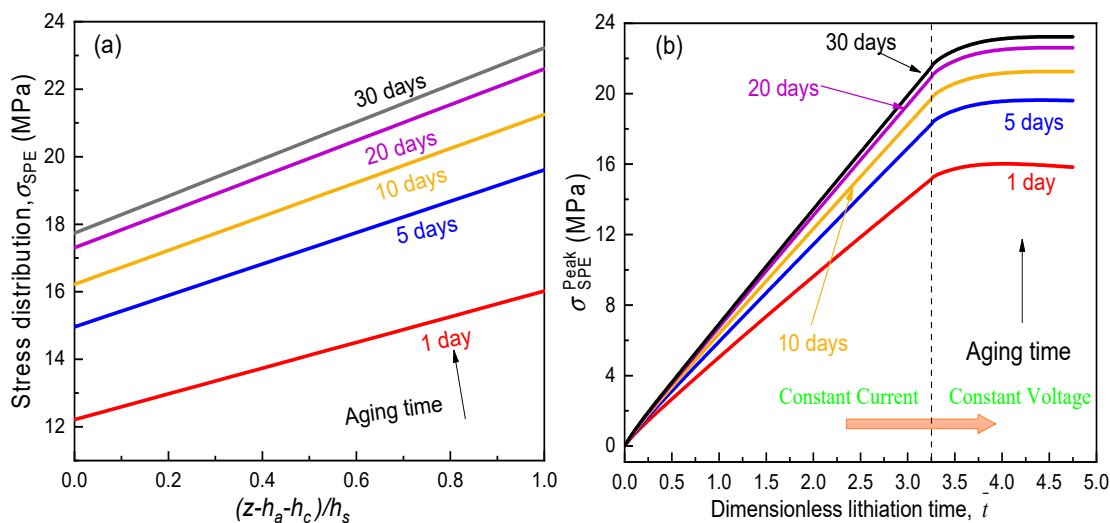 (a)
Stress distribution, σSPE (MPa)
24
22
20
18
16
14
12
30 days
20 days
10 days
5 days
1 day
Aging time
0.0 0.2 0.4 0.6 0.8 1.0
(z-ha-hc)/hs
(b)
σ Peak SPE (MPa)
24
20
16
12
8
4
0
30 days
20 days
5 days
1 day
10 days
Aging time
Constant Current Constant Voltage
0.0 0.5 1.0 1.5 2.0 2.5 3.0 3.5 4.0 4.5 5.0
Dimensionless lithiation time, t̄